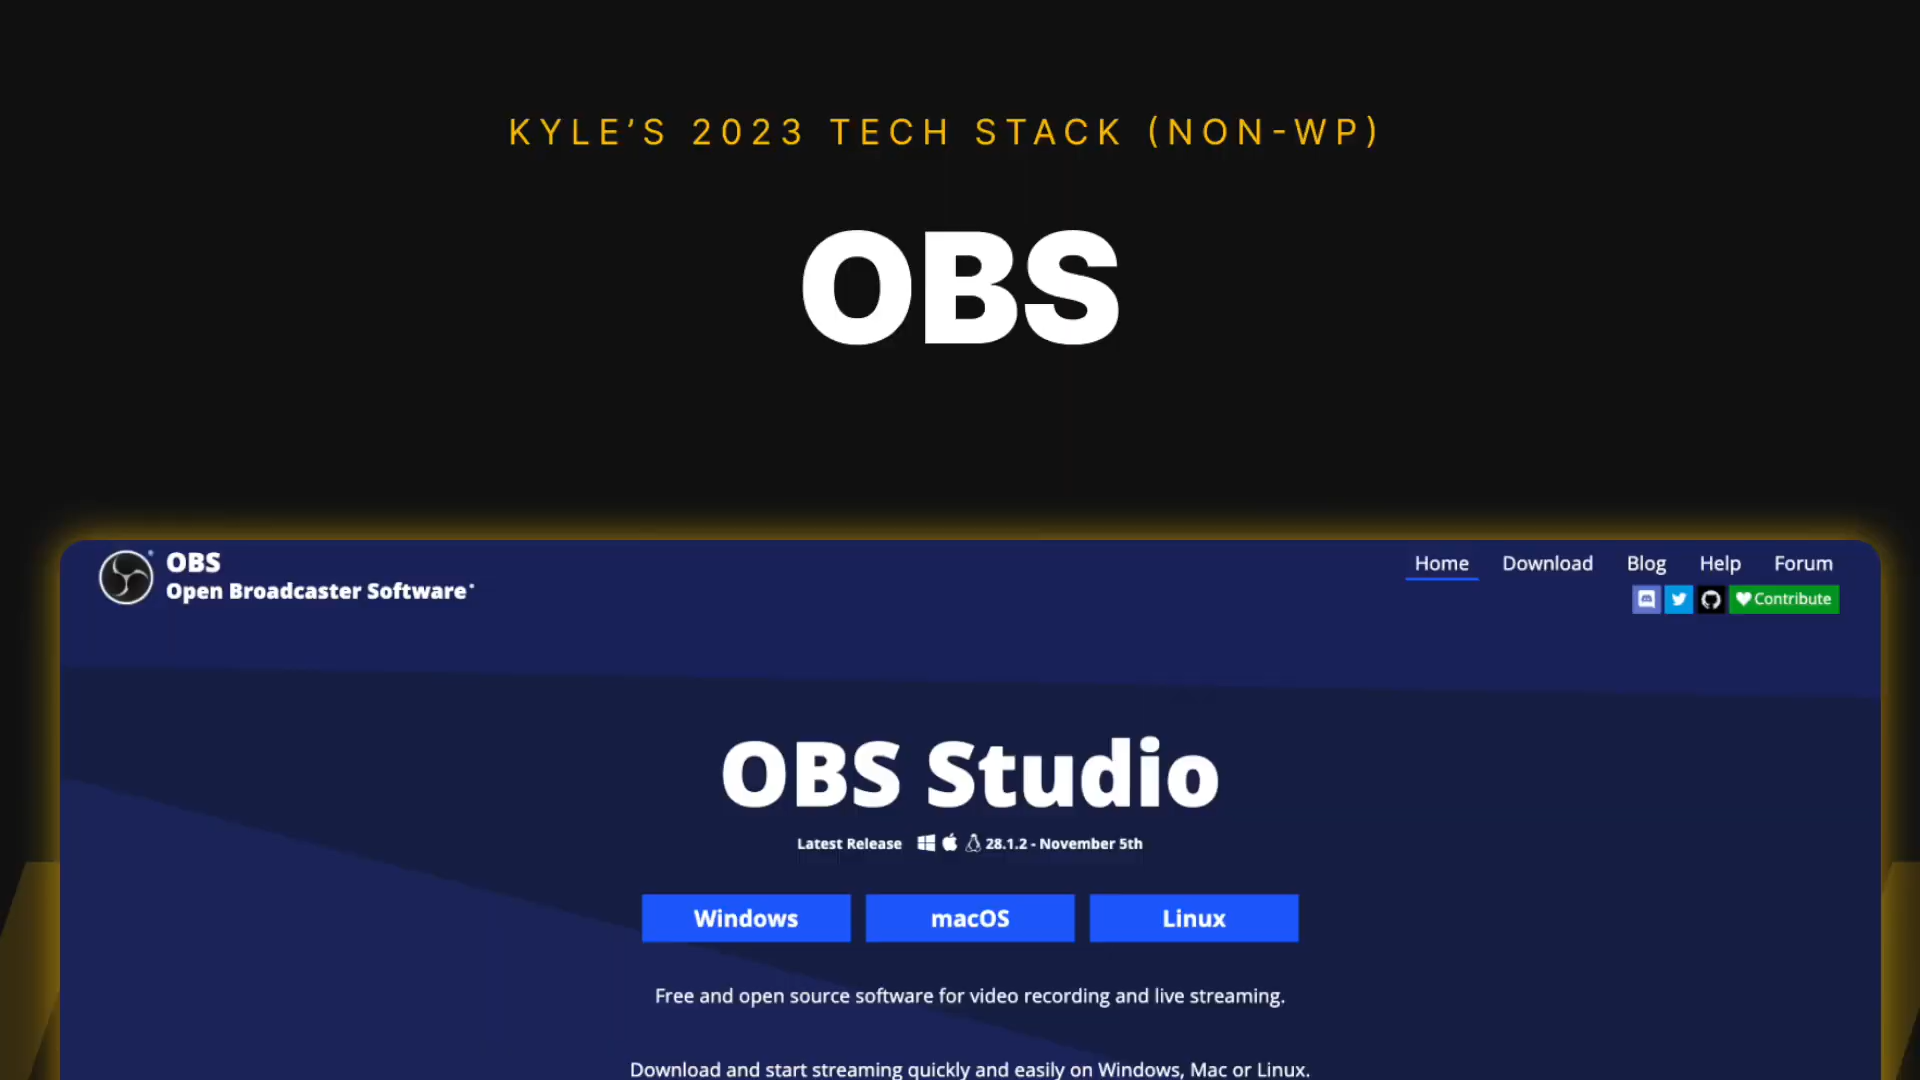 KYLE’S 2023 TECH STACK (NON-WP)
OBS
OBS
Open Broadcaster Software
Home Download Blog Help Forum
Contribute
OBS Studio
Latest Release 28.1.2 - November 5th
Windows macOS Linux
Free and open source software for video recording and live streaming.
Download and start streaming quickly and easily on Windows, Mac or Linux.